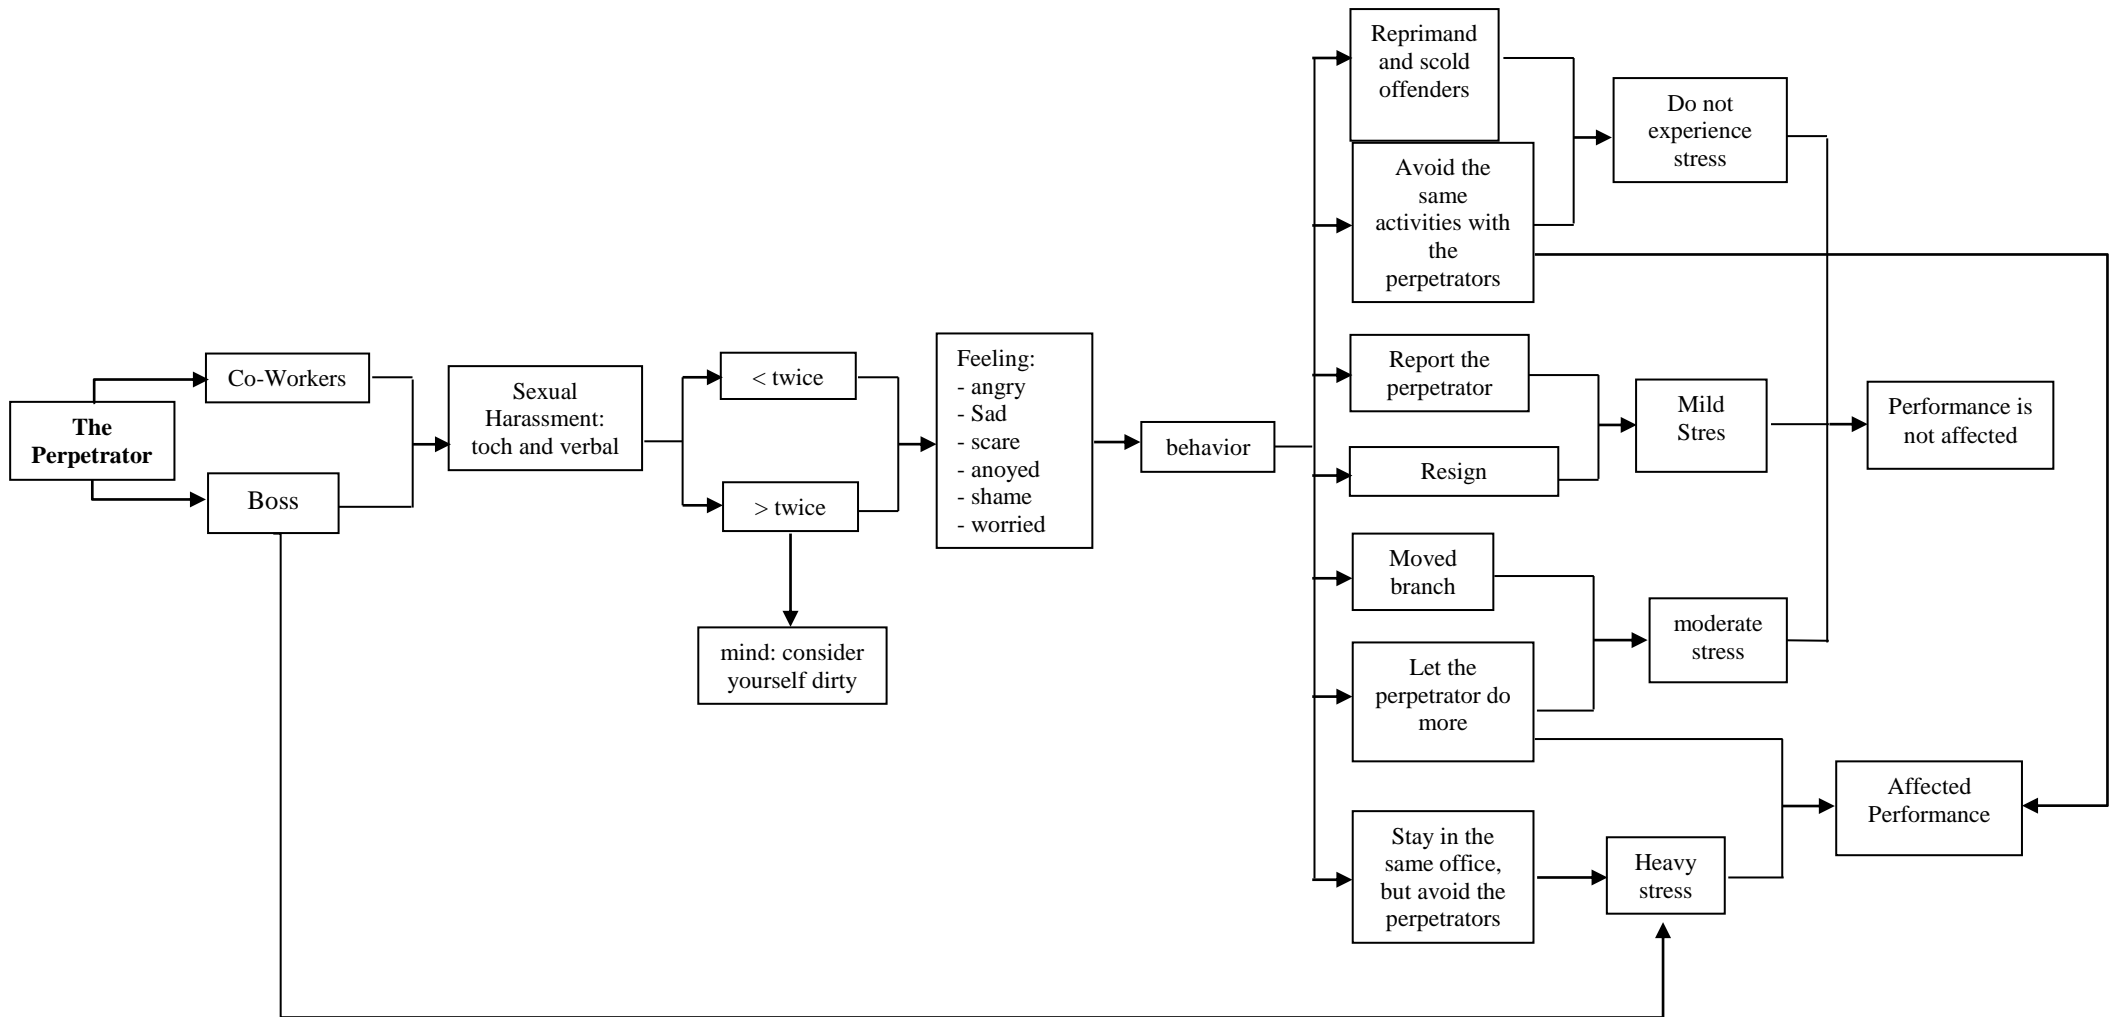 The
Perpetrator
Co-Workers
Boss
Sexual
Harassment:
toch and verbal
< twice
> twice
mind: consider
yourself dirty
Feeling:
- angry
- Sad
- scare
- anoyed
- shame
- worried
behavior
Reprimand
and scold
offenders
Avoid the
same
activities with
the
perpetrators
Report the
perpetrator
Resign
Moved
branch
Let the
perpetrator do
more
Stay in the
same office,
but avoid the
perpetrators
Do not
experience
stress
Mild
Stres
moderate
stress
Heavy
stress
Performance is
not affected
Affected
Performance